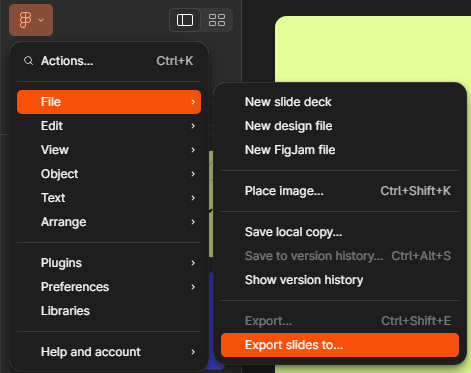 Actions... Ctrl+K
File
Edit
View
Object
Text
Arrange
Plugins
Preferences
Libraries
Help and account
New slide deck
New design file
New FigJam file
Place image... Ctrl+Shift+K
Save local copy...
Save to version history... Ctrl+Alt+S
Show version history
Export... Ctrl+Shift+E
Export slides to...